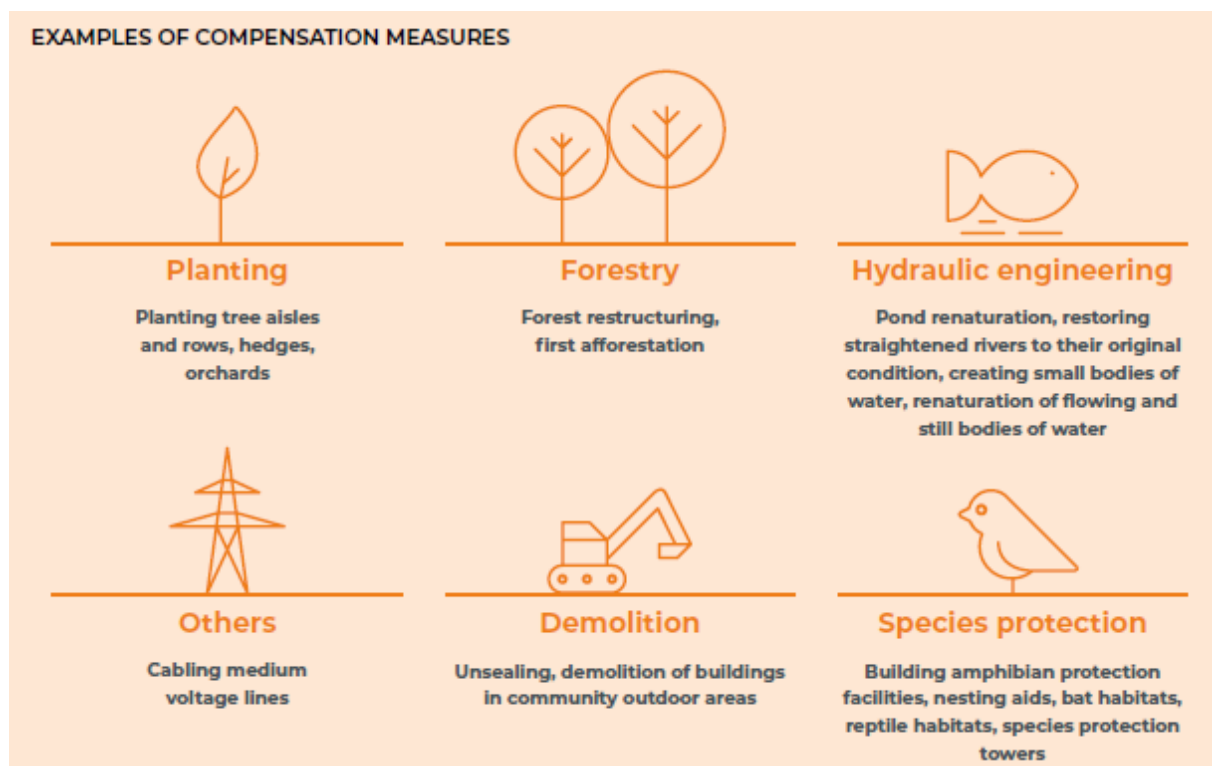 EXAMPLES OF COMPENSATION MEASURES
Planting
Planting tree aisles
and rows, hedges,
orchards
Forestry
Forest restructuring,
first afforestation
Hydraulic engineering
Pond renaturation, restoring
straightened rivers to their original
condition, creating small bodies of
water, renaturation of flowing and
still bodies of water
Others
Cabling medium
voltage lines
Demolition
Unsealing, demolition of buildings
in community outdoor areas
Species protection
Building amphibian protection
facilities, nesting aids, bat habitats,
reptile habitats, species protection
towers